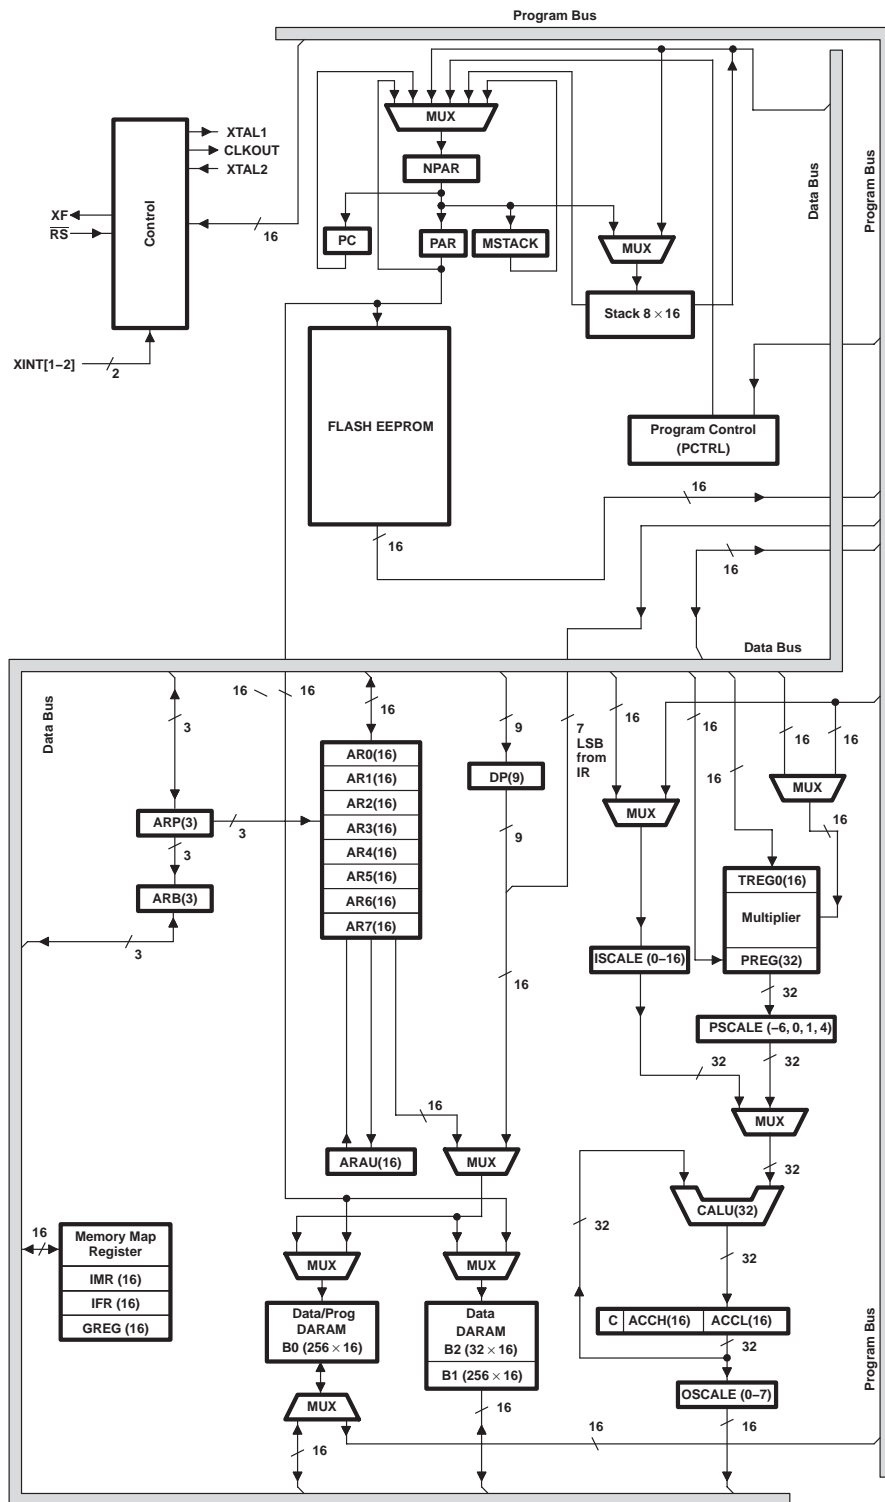 Program Bus
XTAL1
CLKOUT
XTAL2
XF
RS
Control
16
XINT[1–2]
2
MUX
NPAR
PC
PAR
MSTACK
MUX
Stack 8 × 16
Data Bus
Program Bus
FLASH EEPROM
Program Control
(PCTRL)
16
16
16
Data Bus
Data Bus
3
16
16
16
9
7
LSB
from
IR
16
16
16
16
16
AR0(16)
AR1(16)
AR2(16)
AR3(16)
AR4(16)
AR5(16)
AR6(16)
AR7(16)
DP(9)
MUX
MUX
ARP(3)
3
3
9
16
ARB(3)
3
TREG0(16)
Multiplier
PREG(32)
ISCALE (0–16)
16
32
PSCALE (–6, 0, 1, 4)
32
32
MUX
16
ARAU(16)
MUX
32
CALU(32)
32
32
16
Memory Map
Register
IMR (16)
IFR (16)
GREG (16)
MUX
MUX
Data/Prog
DARAM
B0 (256 × 16)
Data
DARAM
B2 (32 × 16)
B1 (256 × 16)
C
ACCH(16)
ACCL(16)
32
OSCALE (0–7)
Program Bus
MUX
16
16
16
16